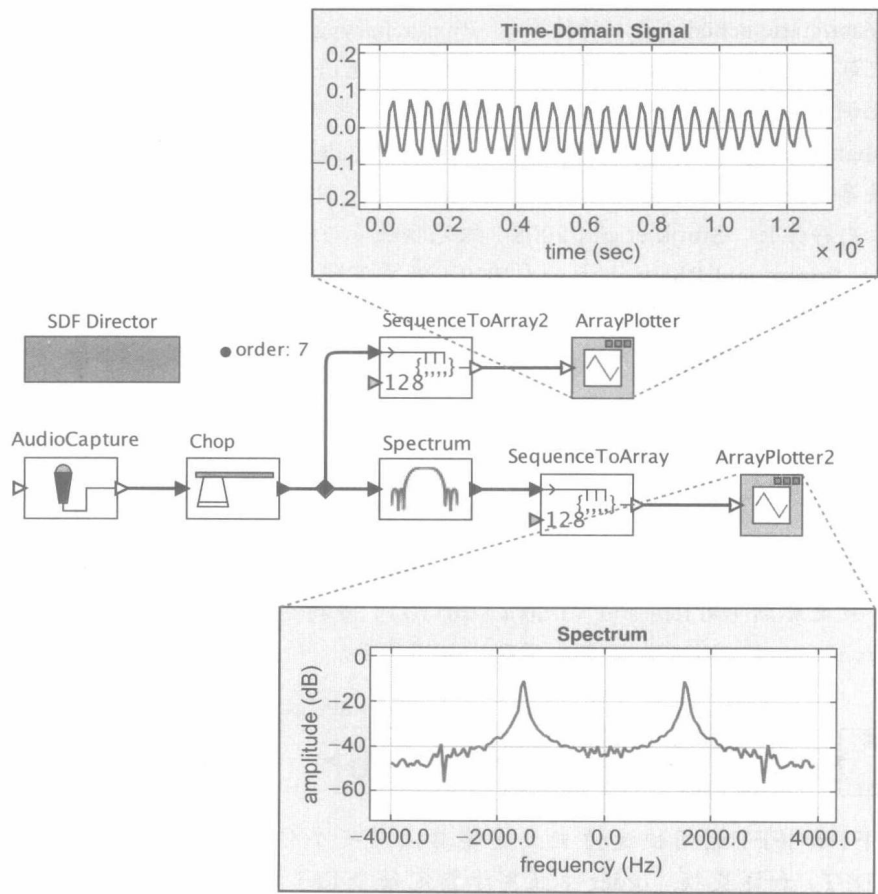 Time-Domain Signal
0.2
0.1
0.0
−0.1
−0.2
0.0 0.2 0.4 0.6 0.8 1.0 1.2
time (sec)
× 10²
SDF Director
order: 7
SequenceToArray2
ArrayPlotter
{,,,,}
128
AudioCapture
Chop
Spectrum
SequenceToArray
ArrayPlotter2
{,,,,}
128
Spectrum
0
−20
−40
−60
amplitude (dB)
−4000.0 −2000.0 0.0 2000.0 4000.0
frequency (Hz)